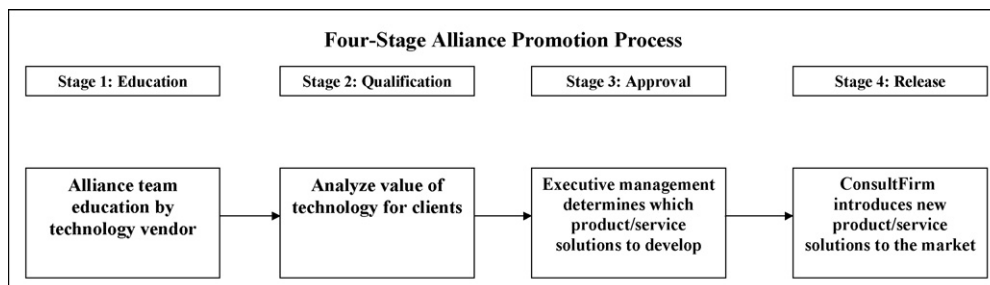 Four-Stage Alliance Promotion Process
Stage 1: Education
Stage 2: Qualification
Stage 3: Approval
Stage 4: Release
Alliance team
education by
technology vendor
Analyze value of
technology for clients
Executive management
determines which
product/service
solutions to develop
ConsultFirm
introduces new
product/service
solutions to the market